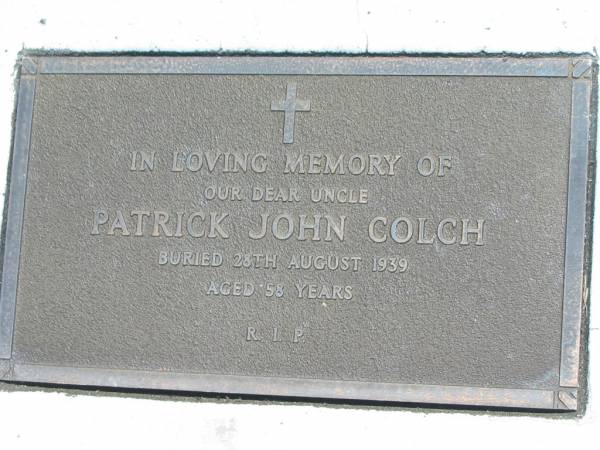 IN LOVING MEMORY OF
OUR DEAR UNCLE
PATRICK JOHN COLCH
BURIED 28TH AUGUST 1939
AGED 58 YEARS
R. I. P.